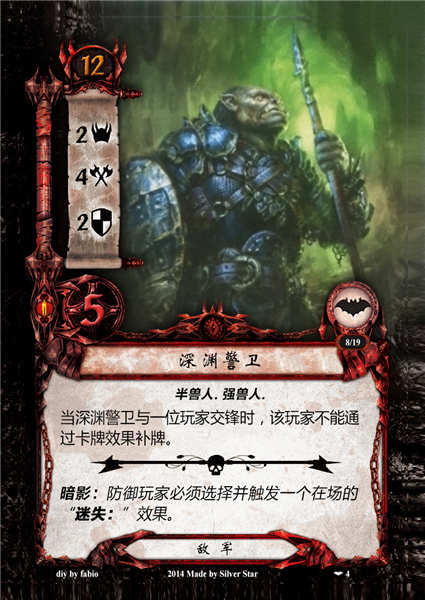 12
2
4
2
5
8/19
深渊警卫
半兽人. 强兽人.
当深渊警卫与一位玩家交锋时，该玩家不能通
过卡牌效果补牌。
暗影：防御玩家必须选择并触发一个在场的
“迷失：”效果。
敌军
diy by fabio 2014 Made by Silver Star 4